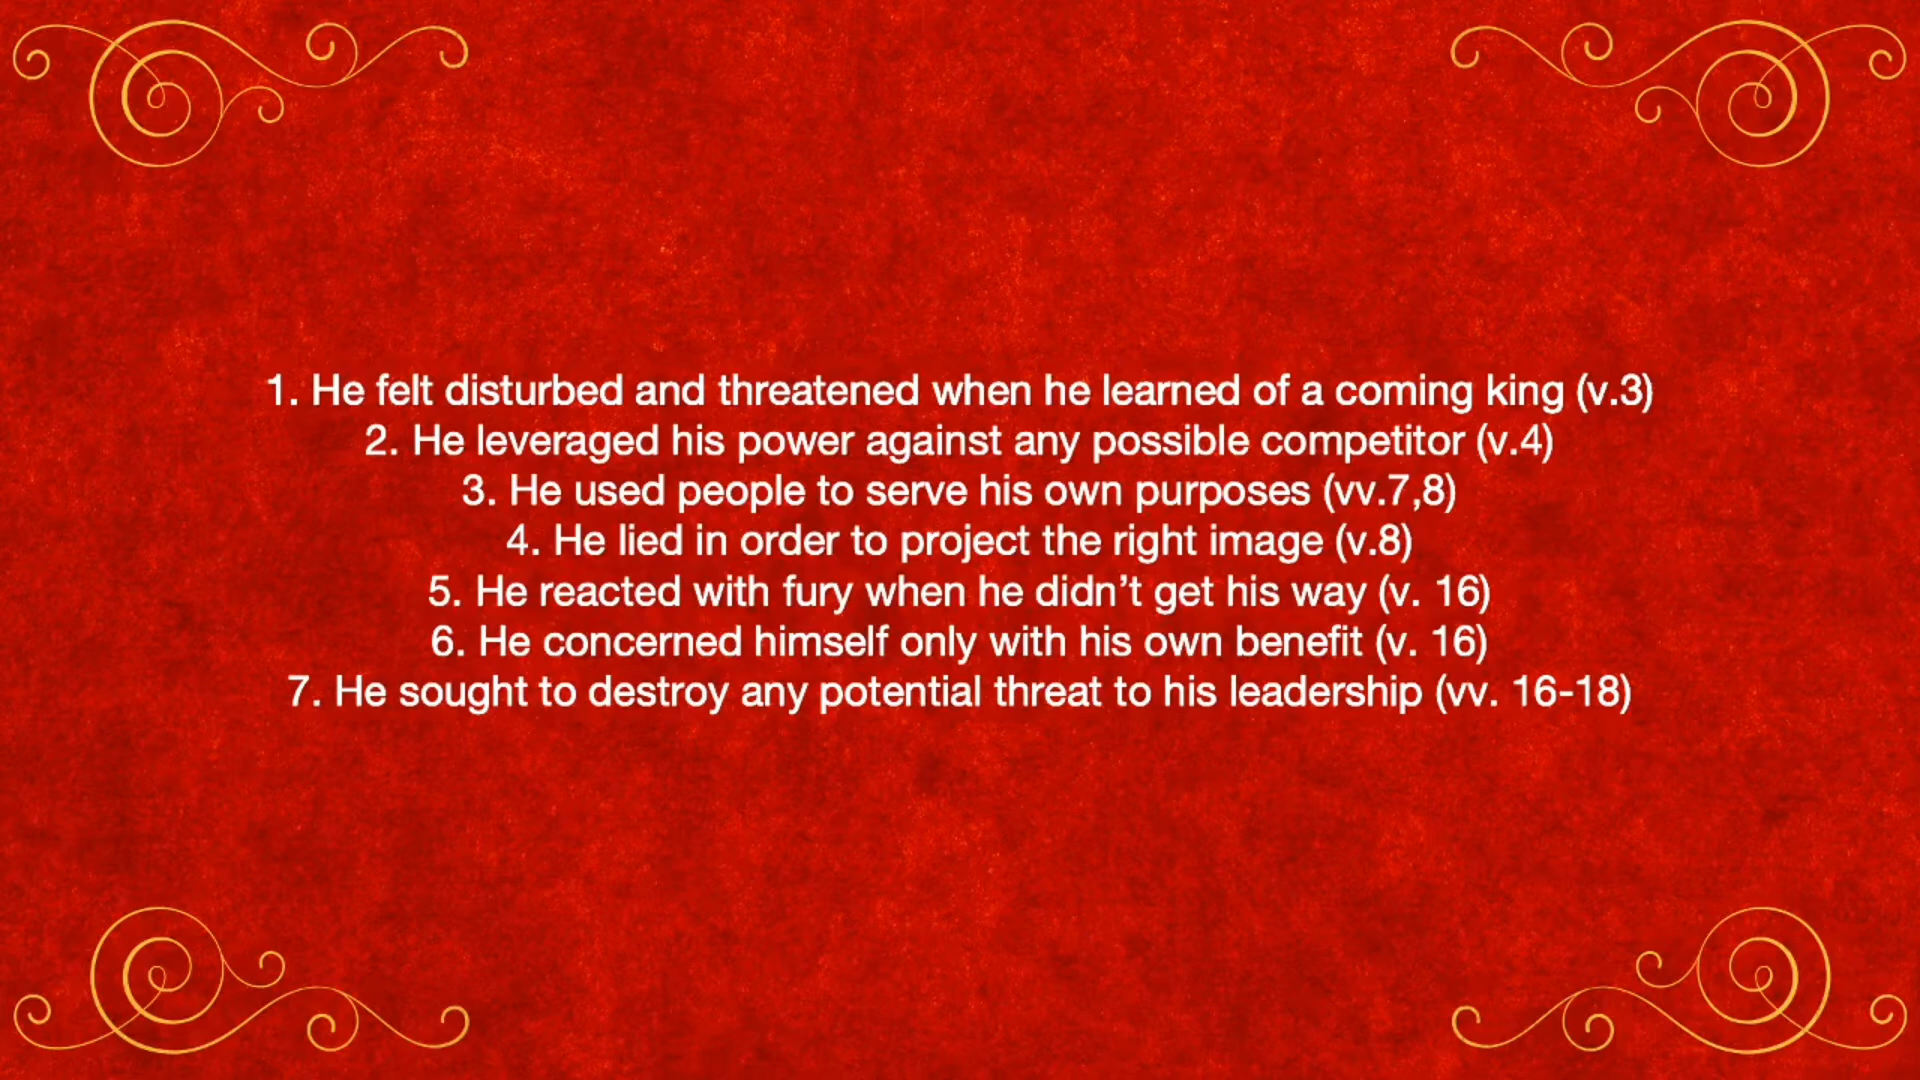 1. He felt disturbed and threatened when he learned of a coming king (v.3)
2. He leveraged his power against any possible competitor (v.4)
3. He used people to serve his own purposes (vv.7,8)
4. He lied in order to project the right image (v.8)
5. He reacted with fury when he didn’t get his way (v. 16)
6. He concerned himself only with his own benefit (v. 16)
7. He sought to destroy any potential threat to his leadership (vv. 16-18)